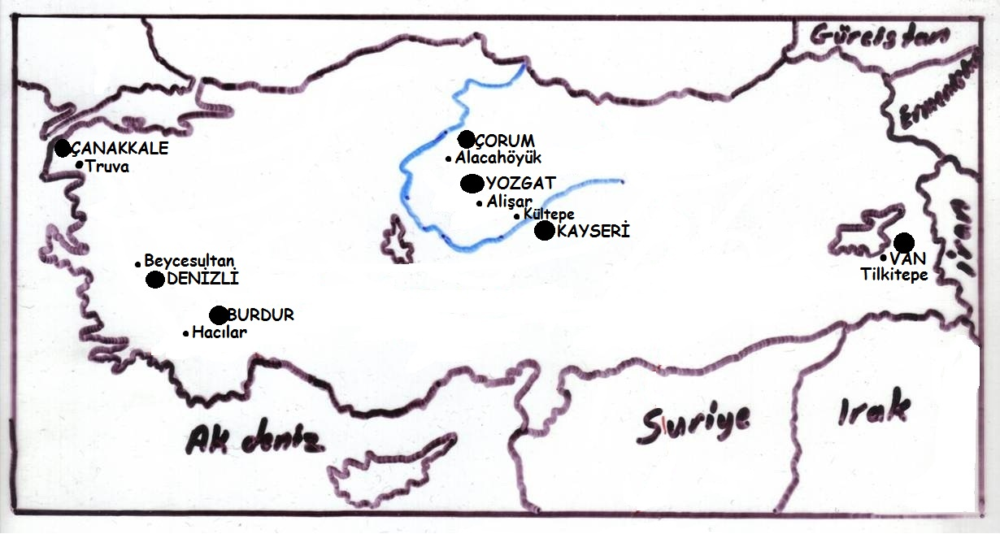 Gürcistan
Ermenistan
ÇORUM
ÇANAKKALE
Alacahöyük
Truva
YOZGAT
Alişar
Kültepe
KAYSERİ
İran
VAN
Tilkitepe
Beycesultan
DENİZLİ
BURDUR
Hacılar
Suriye
Irak
Ak deniz